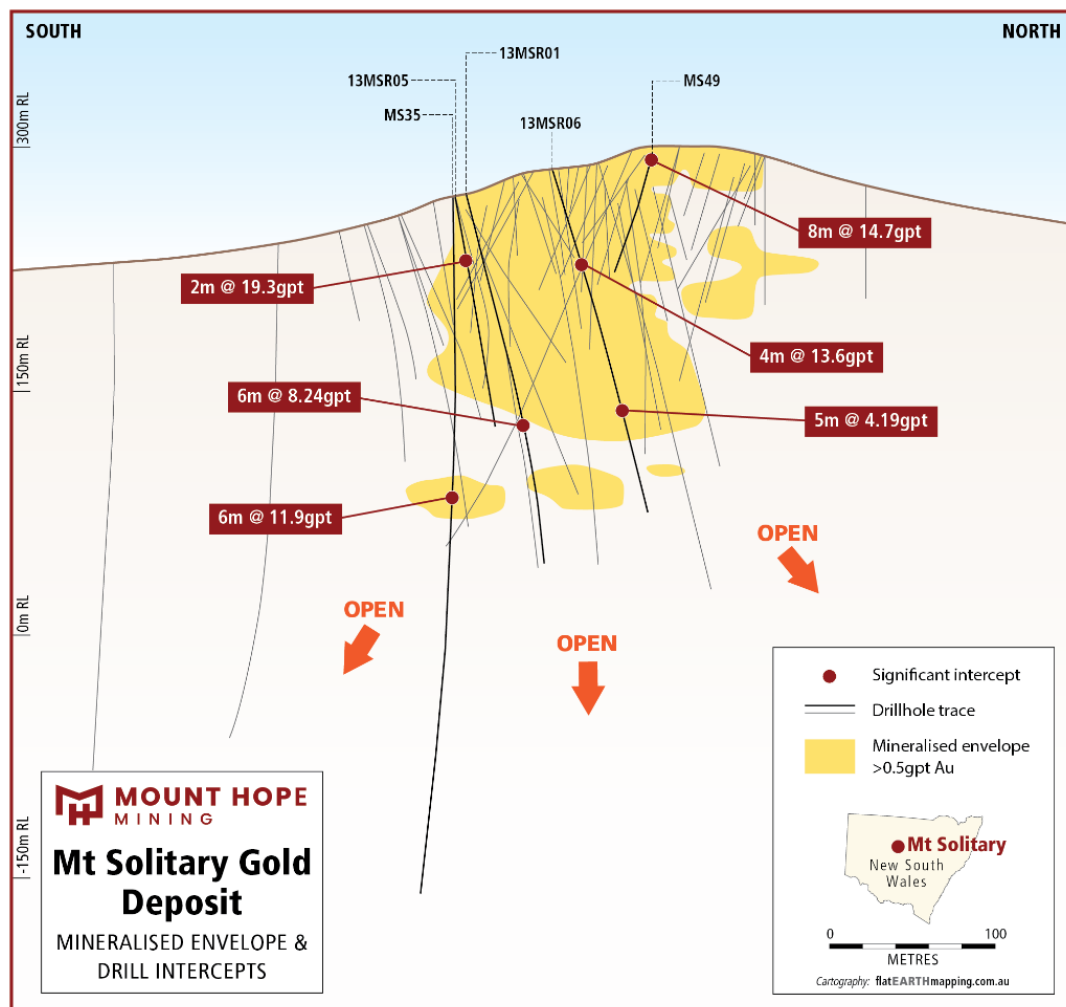 SOUTH
NORTH
13MSR01
13MSR05
MS49
MS35
13MSR06
300m RL
8m @ 14.7gpt
2m @ 19.3gpt
4m @ 13.6gpt
150m RL
6m @ 8.24gpt
5m @ 4.19gpt
6m @ 11.9gpt
OPEN
OPEN
0m RL
OPEN
Significant intercept
Drillhole trace
Mineralised envelope
>0.5gpt Au
MOUNT HOPE
MINING
Mt Solitary Gold
Deposit
MINERALISED ENVELOPE &
DRILL INTERCEPTS
-150m RL
Mt Solitary
New South
Wales
0 100
METRES
Cartography: flatEARTHmapping.com.au